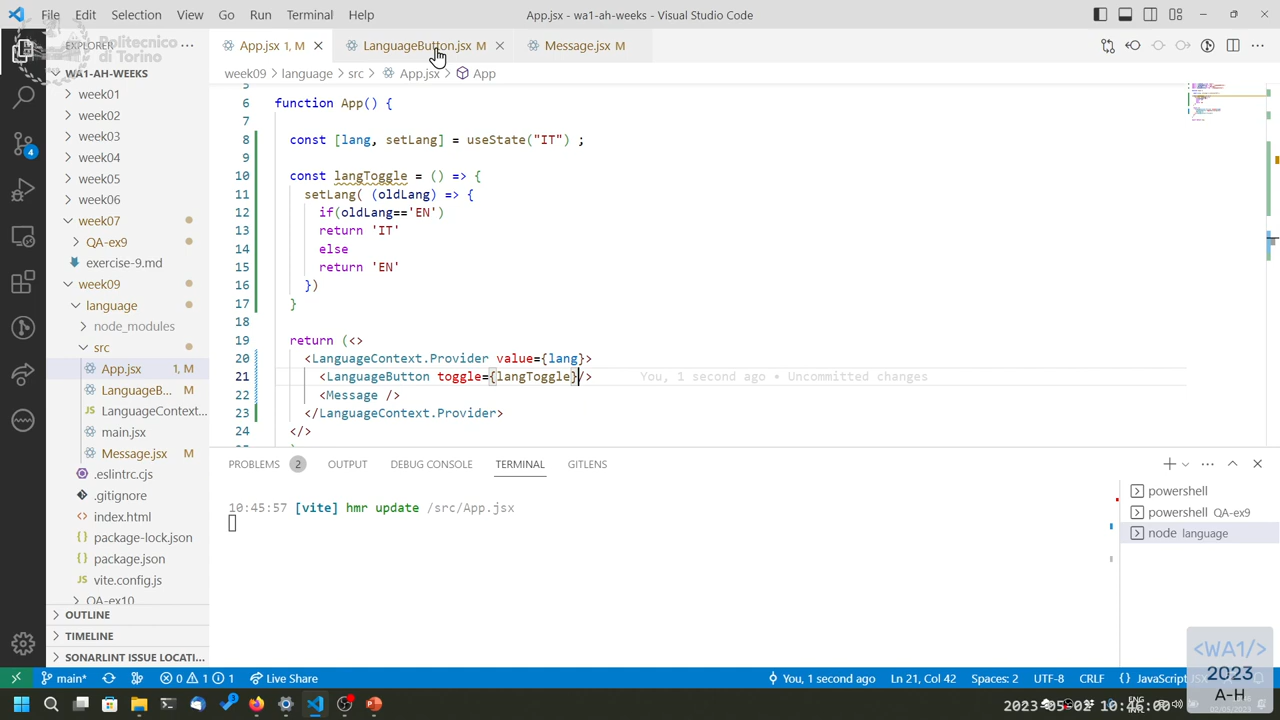 File Edit Selection View Go Run Terminal Help
App.jsx - wa1-ah-weeks - Visual Studio Code
EXPLORER
Politecnico
di Torino
App.jsx 1, M
LanguageButton.jsx M
Message.jsx M
week09 > language > src > App.jsx > App
WA1-AH-WEEKS
week01
week02
week03
week04
week05
week06
week07
QA-ex9
exercise-9.md
week09
language
node_modules
src
App.jsx 1, M
LanguageB... M
LanguageContext...
main.jsx
Message.jsx M
.eslintrc.cjs
.gitignore
index.html
package-lock.json
package.json
vite.config.js
QA-ex10
OUTLINE
TIMELINE
SONARLINT ISSUE LOCATI...
4
5
6 function App() {
7
8 const [lang, setLang] = useState("IT") ;
9
10 const langToggle = () => {
11 setLang( (oldLang) => {
12 if(oldLang=='EN')
13 return 'IT'
14 else
15 return 'EN'
16 })
17 }
18
19 return (<>
20 <LanguageContext.Provider value={lang}>
21 <LanguageButton toggle={langToggle}/> You, 1 second ago • Uncommitted changes
22 <Message />
23 </LanguageContext.Provider>
24 </>
PROBLEMS 2 OUTPUT DEBUG CONSOLE TERMINAL GITLENS
10:45:57 [vite] hmr update /src/App.jsx
powershell
powershell QA-ex9
node language
main* 0 1 1 Live Share
You, 1 second ago Ln 21, Col 42 Spaces: 2 UTF-8 CRLF {} JavaScript
<WA1/>
2023
A-H
ENG